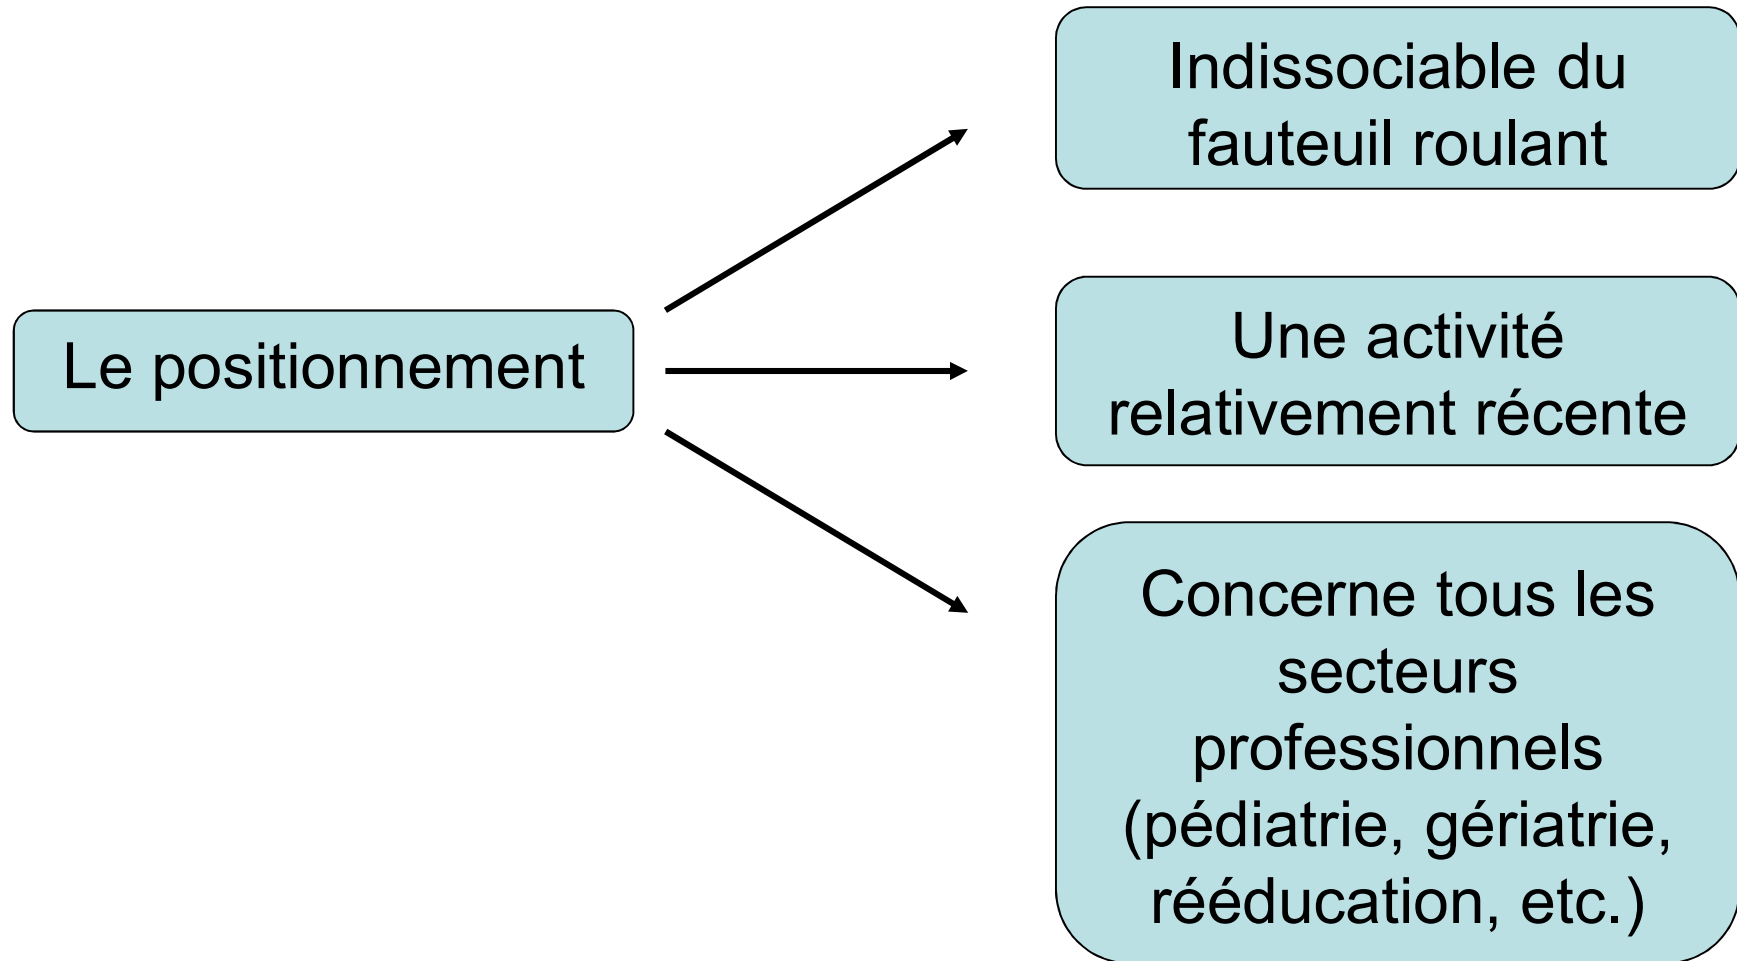 Le positionnement
Indissociable du
fauteuil roulant
Une activité
relativement récente
Concerne tous les
secteurs
professionnels
(pédiatrie, gériatrie,
rééducation, etc.)